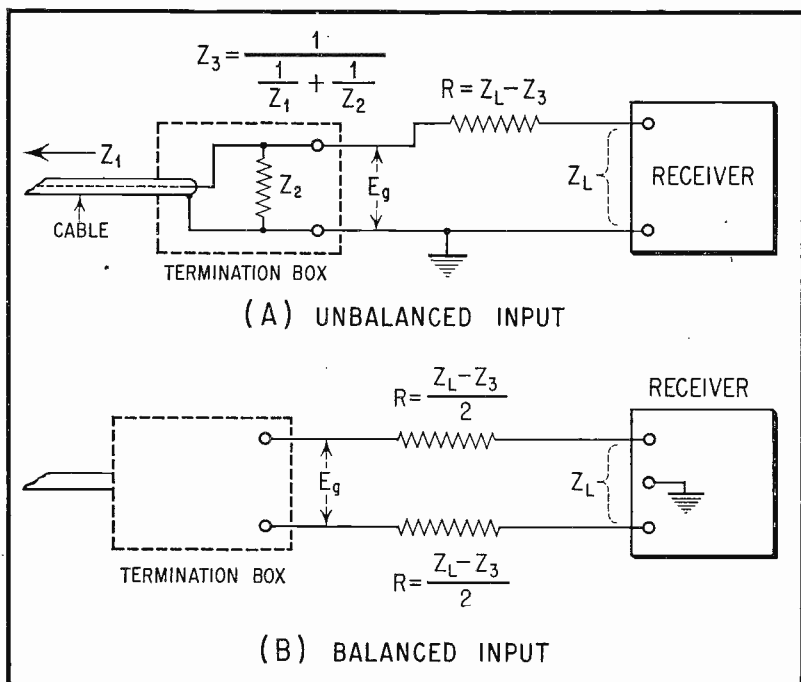 Z₃ = 1 / (1/Z₁ + 1/Z₂)
R = Z_L – Z₃
Z₁
Z₂
E_g
Z_L
RECEIVER
CABLE
TERMINATION BOX
(A) UNBALANCED INPUT
RECEIVER
R = (Z_L – Z₃)/2
E_g
Z_L
TERMINATION BOX
R = (Z_L – Z₃)/2
(B) BALANCED INPUT